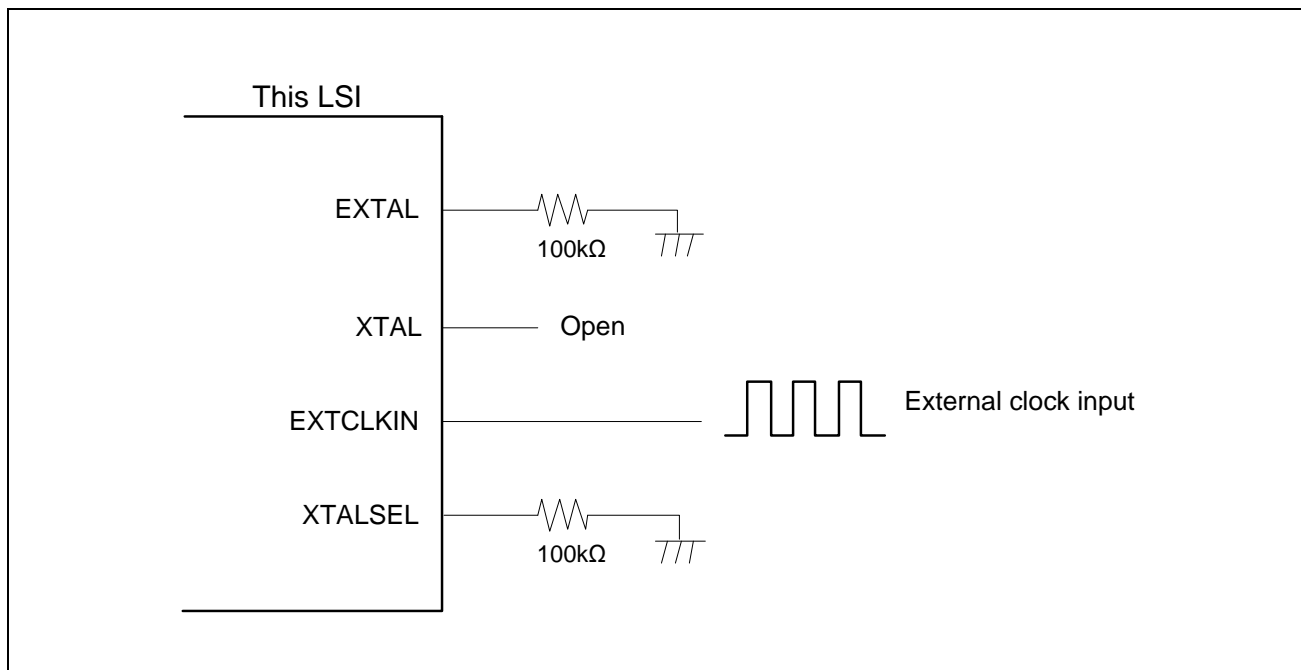 This LSI
EXTAL
100kΩ
XTAL
Open
EXTCLKIN
External clock input
XTALSEL
100kΩ